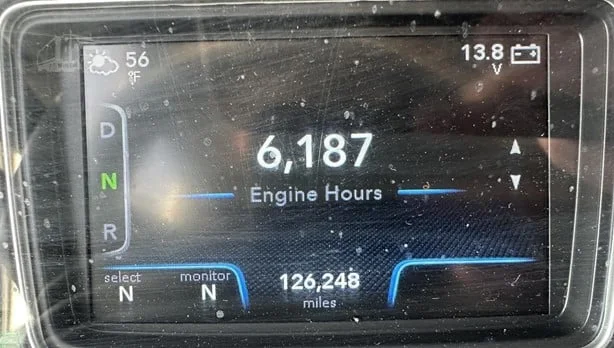 56
°F
13.8
V
D
N
R
6,187
Engine Hours
select
N
monitor
N
126,248
miles